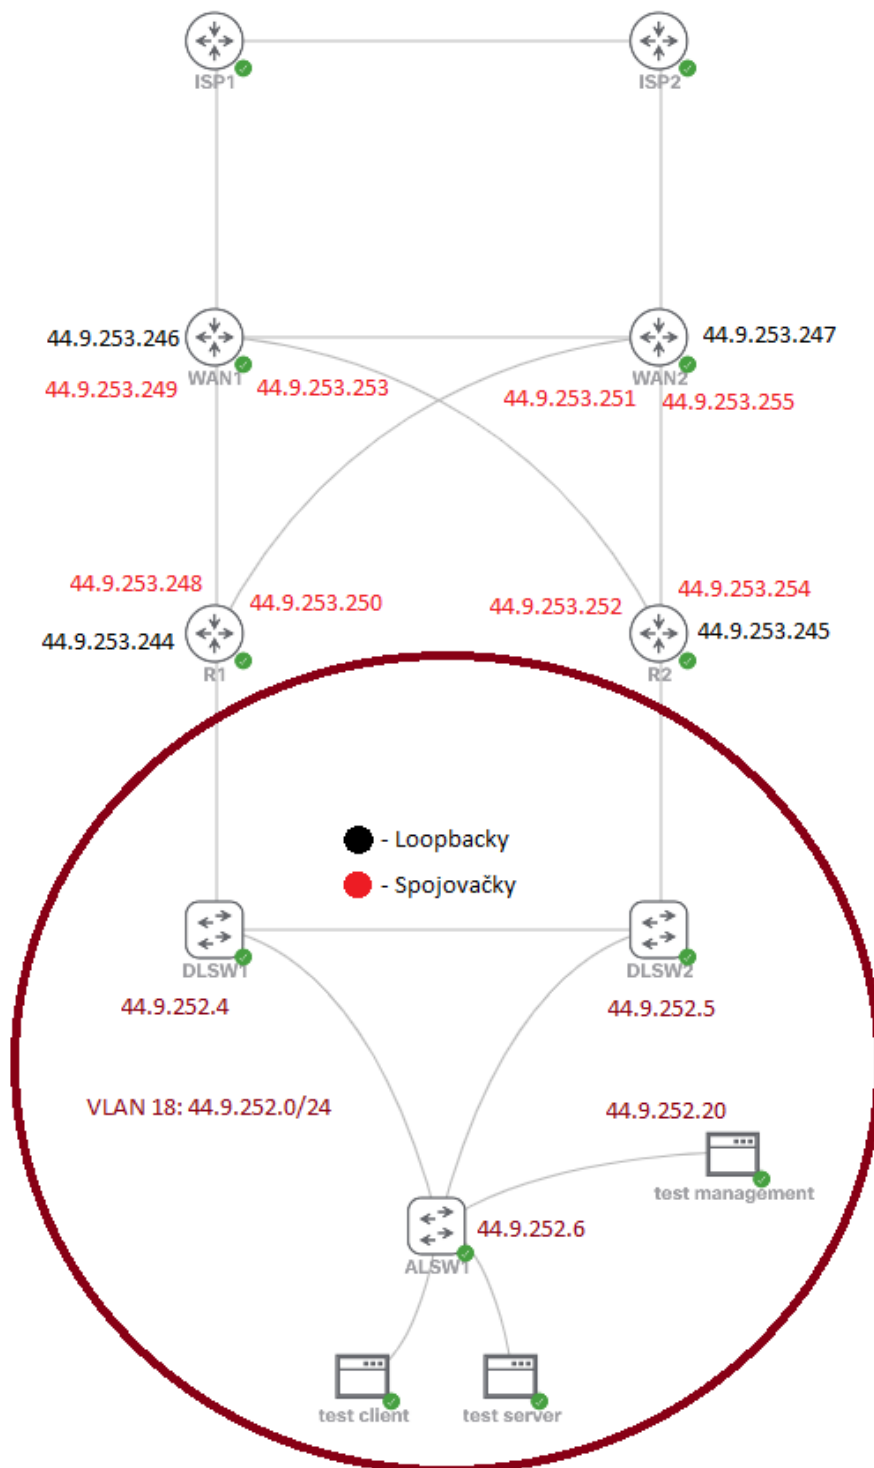 ISP1
ISP2
44.9.253.246
44.9.253.247
WAN1
WAN2
44.9.253.249
44.9.253.253
44.9.253.251
44.9.253.255
44.9.253.248
44.9.253.250
44.9.253.252
44.9.253.254
44.9.253.244
44.9.253.245
R1
R2
- Loopbacky
- Spojovačky
DLSW1
DLSW2
44.9.252.4
44.9.252.5
VLAN 18: 44.9.252.0/24
44.9.252.20
test management
44.9.252.6
ALSW1
test client
test server